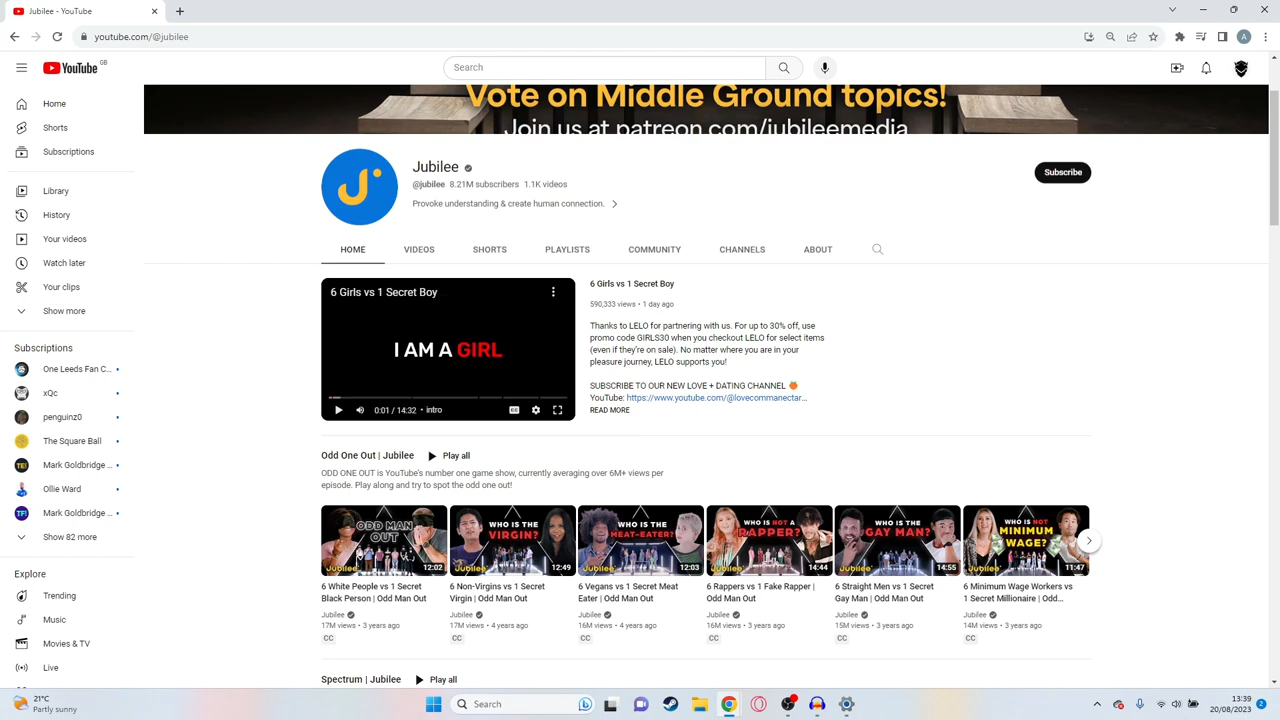 Jubilee - YouTube
youtube.com/@jubilee
A
YouTube GB
Search
Vote on Middle Ground topics!
Join us at patreon.com/jubileemedia
Home
Shorts
Subscriptions
Library
History
Your videos
Watch later
Your clips
Show more
Subscriptions
One Leeds Fan C...
xQc
penguinz0
The Square Ball
Mark Goldbridge ...
Ollie Ward
Mark Goldbridge ...
Show 82 more
Explore
Trending
Music
Movies & TV
Live
Jubilee
@jubilee 8.21M subscribers 1.1K videos
Provoke understanding & create human connection.
Subscribe
HOME VIDEOS SHORTS PLAYLISTS COMMUNITY CHANNELS ABOUT
6 Girls vs 1 Secret Boy
I AM A GIRL
0:01 / 14:32 • intro
6 Girls vs 1 Secret Boy
590,333 views • 1 day ago
Thanks to LELO for partnering with us. For up to 30% off, use
promo code GIRLS30 when you checkout LELO for select items
(even if they're on sale). No matter where you are in your
pleasure journey, LELO supports you!
SUBSCRIBE TO OUR NEW LOVE + DATING CHANNEL
YouTube: https://www.youtube.com/@lovecommanectar...
READ MORE
Odd One Out | Jubilee Play all
ODD ONE OUT is YouTube's number one game show, currently averaging over 6M+ views per
episode. Play along and try to spot the odd one out!
ODD MAN
OUT
Jubilee
12:02
6 White People vs 1 Secret
Black Person | Odd Man Out
Jubilee
17M views • 3 years ago
CC
WHO IS THE
VIRGIN?
Jubilee
12:49
6 Non-Virgins vs 1 Secret
Virgin | Odd Man Out
Jubilee
17M views • 4 years ago
CC
WHO IS THE
MEAT-EATER?
Jubilee
12:03
6 Vegans vs 1 Secret Meat
Eater | Odd Man Out
Jubilee
16M views • 4 years ago
CC
WHO IS NOT A
RAPPER?
Jubilee
14:44
6 Rappers vs 1 Fake Rapper |
Odd Man Out
Jubilee
16M views • 3 years ago
CC
WHO IS THE
GAY MAN?
Jubilee
14:55
6 Straight Men vs 1 Secret
Gay Man | Odd Man Out
Jubilee
15M views • 3 years ago
CC
WHO IS NOT
MINIMUM
WAGE?
Jubilee
11:47
6 Minimum Wage Workers vs
1 Secret Millionaire | Odd...
Jubilee
14M views • 3 years ago
CC
Spectrum | Jubilee Play all
21°C
Partly sunny
Search
13:39
20/08/2023
2